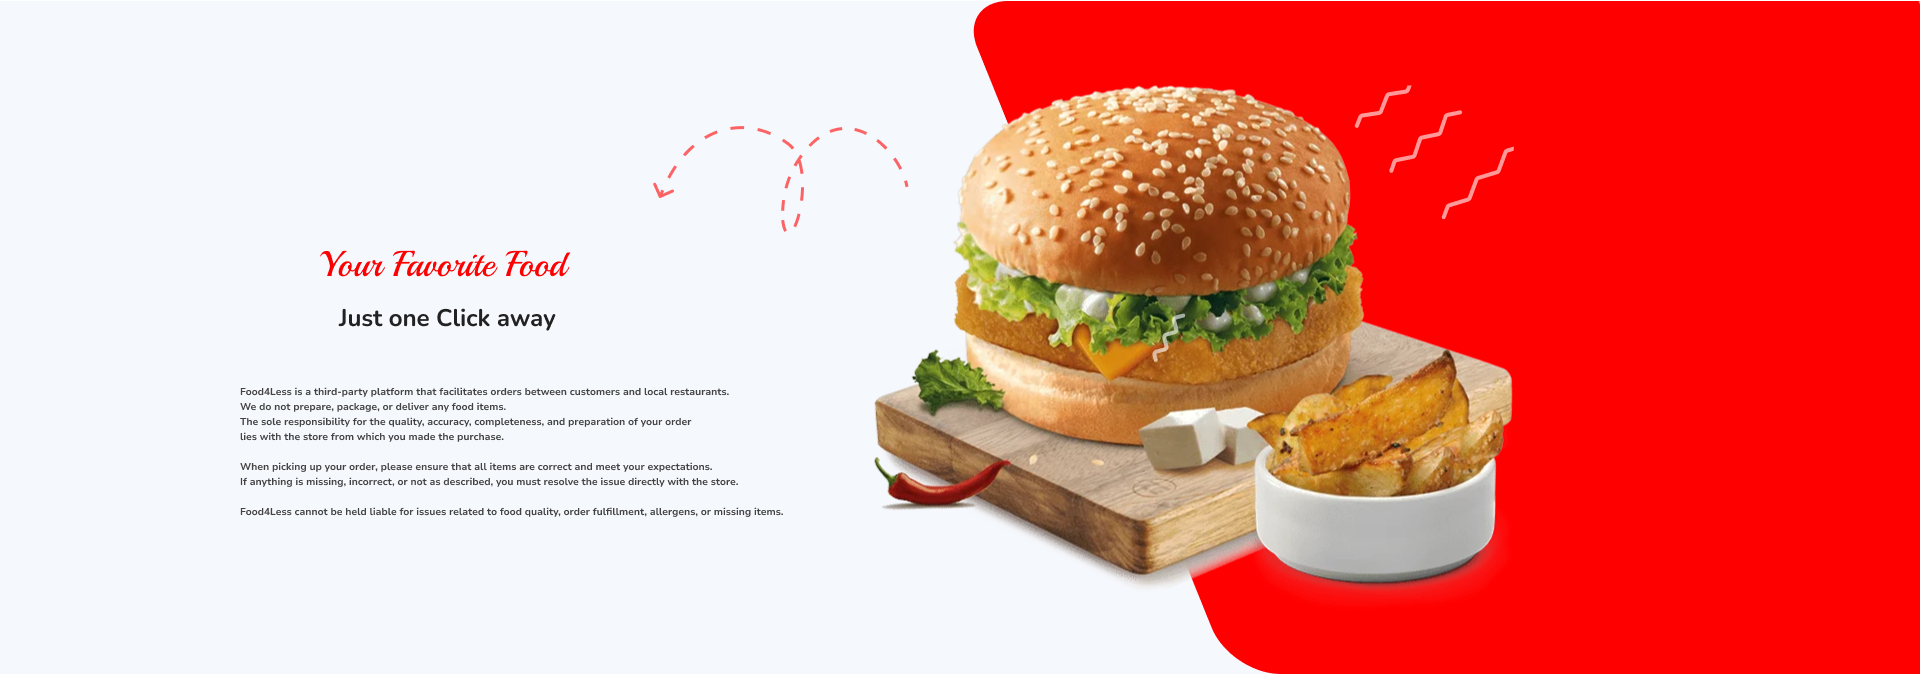 Your Favorite Food
Just one Click away
Food4Less is a third-party platform that facilitates orders between customers and local restaurants.
We do not prepare, package, or deliver any food items.
The sole responsibility for the quality, accuracy, completeness, and preparation of your order
lies with the store from which you made the purchase.
When picking up your order, please ensure that all items are correct and meet your expectations.
If anything is missing, incorrect, or not as described, you must resolve the issue directly with the store.
Food4Less cannot be held liable for issues related to food quality, order fulfillment, allergens, or missing items.